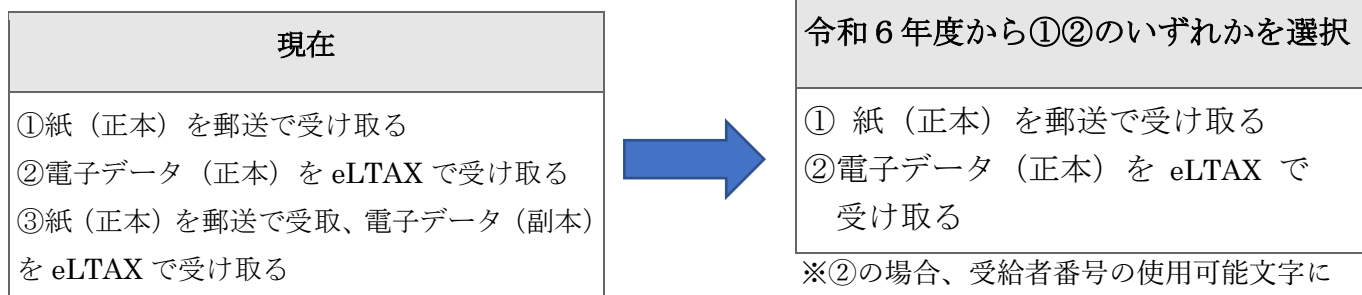 現在
①紙（正本）を郵送で受け取る
②電子データ（正本）を eLTAX で受け取る
③紙（正本）を郵送で受取、電子データ（副本）
を eLTAX で受け取る
令和６年度から①②のいずれかを選択
① 紙（正本）を郵送で受け取る
②電子データ（正本）を eLTAX で
受け取る
※②の場合、受給者番号の使用可能文字に